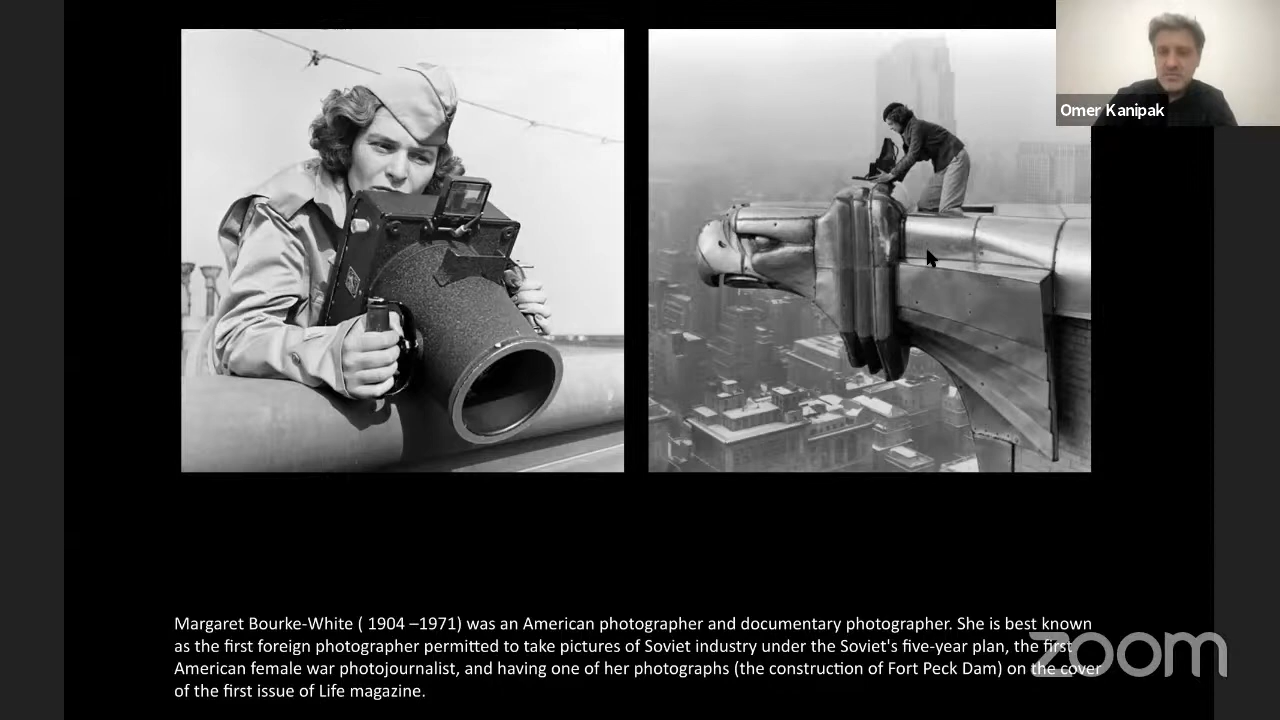 Omer Kanipak
Margaret Bourke-White ( 1904 –1971) was an American photographer and documentary photographer. She is best known
as the first foreign photographer permitted to take pictures of Soviet industry under the Soviet's five-year plan, the first
American female war photojournalist, and having one of her photographs (the construction of Fort Peck Dam) on the cover
of the first issue of Life magazine.
zoom